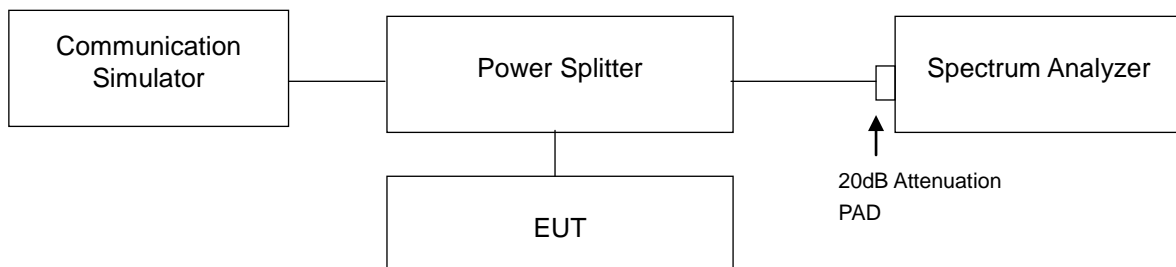 Communication
Simulator
Power Splitter
Spectrum Analyzer
20dB Attenuation
PAD
EUT